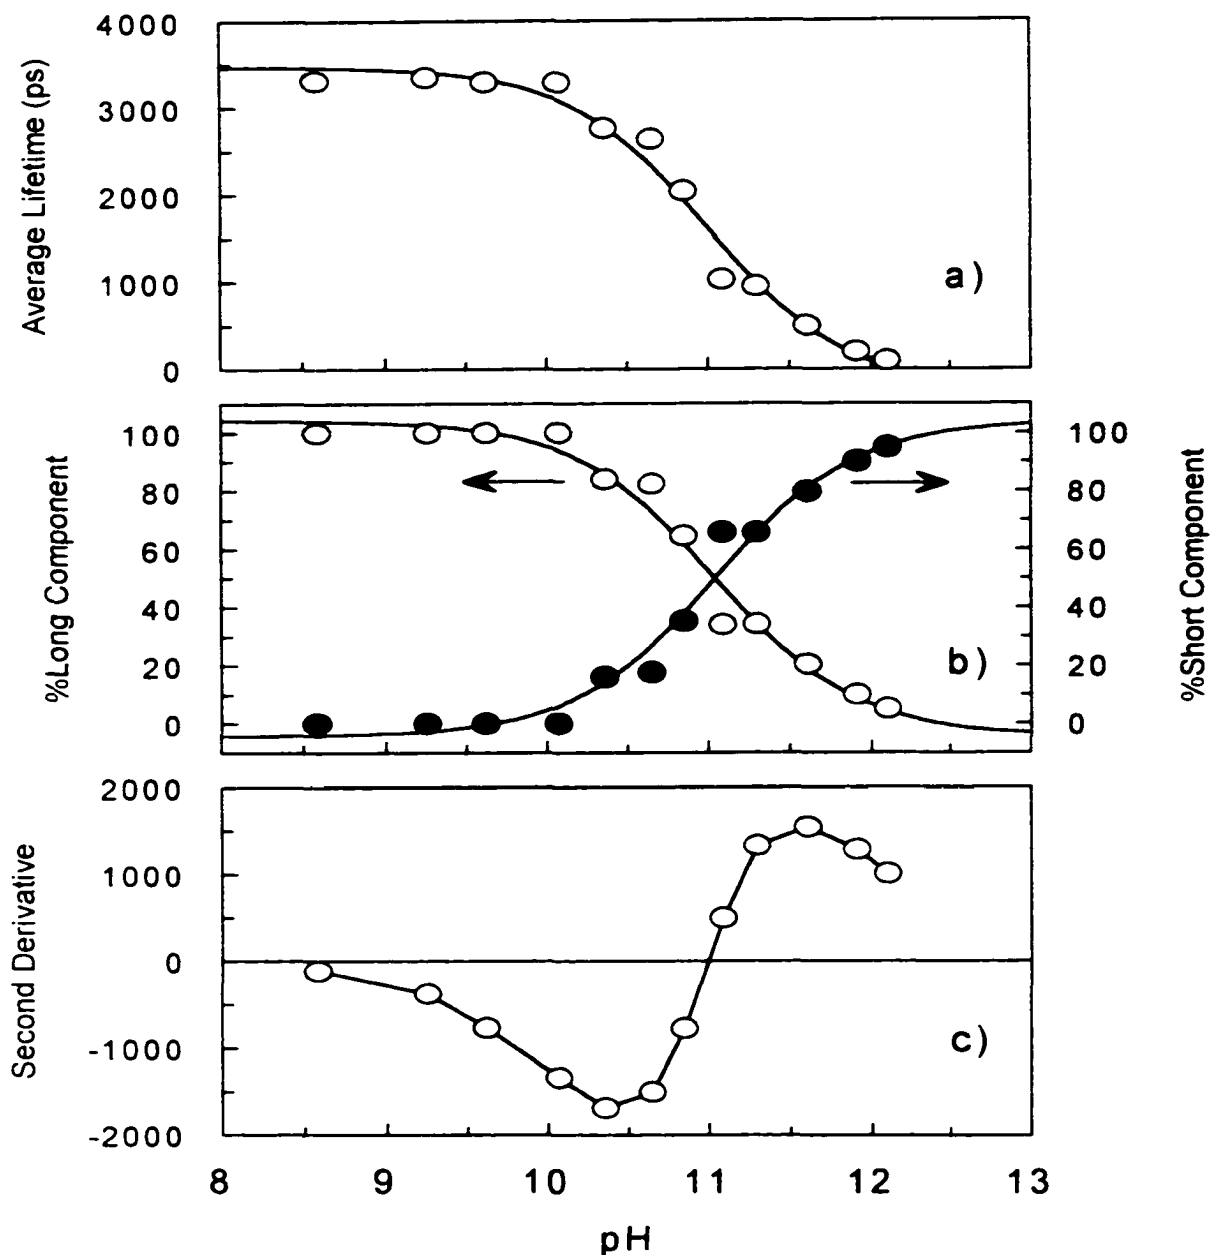 4000
3000
2000
1000
0
Average Lifetime (ps)
a)
100
80
60
40
20
0
%Long Component
100
80
60
40
20
0
%Short Component
b)
2000
1000
0
-1000
-2000
Second Derivative
c)
8 9 10 11 12 13
pH